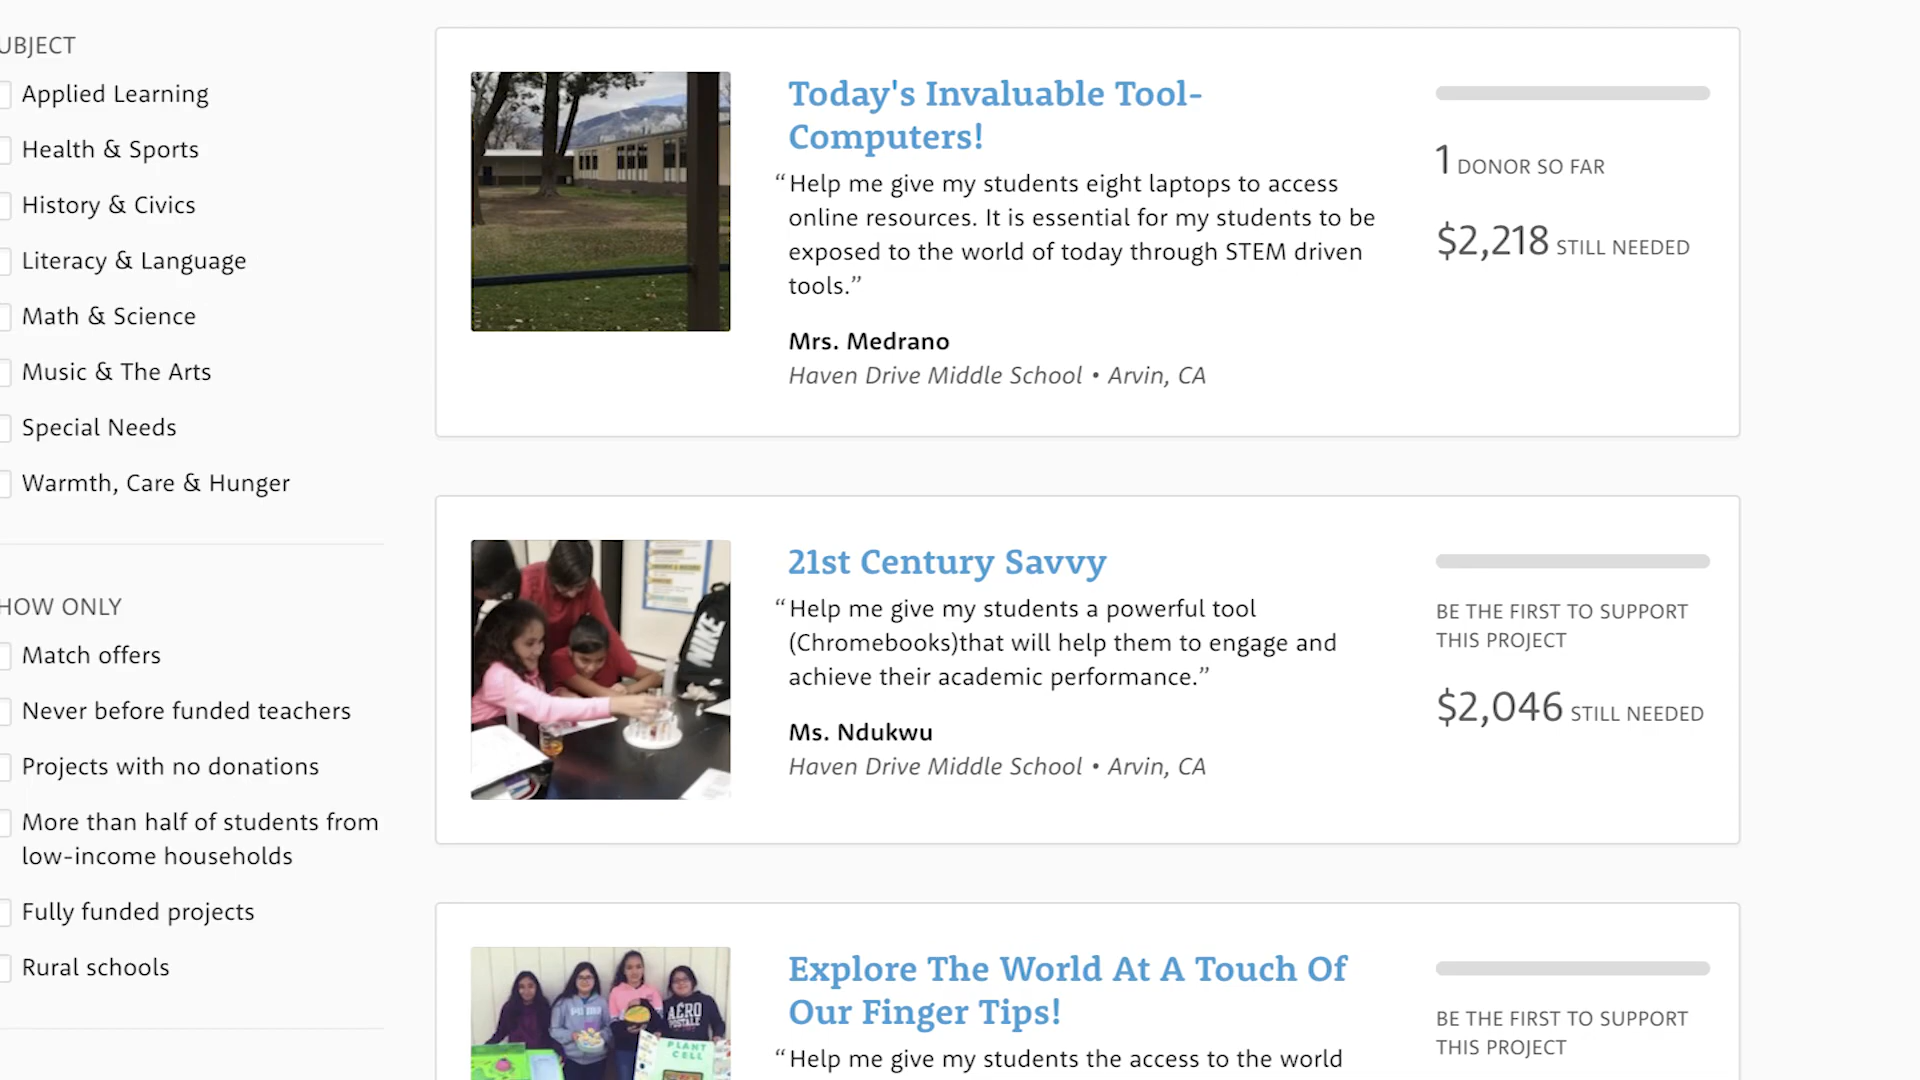 UBJECT
Applied Learning
Health & Sports
History & Civics
Literacy & Language
Math & Science
Music & The Arts
Special Needs
Warmth, Care & Hunger
HOW ONLY
Match offers
Never before funded teachers
Projects with no donations
More than half of students from
low-income households
Fully funded projects
Rural schools
Today's Invaluable Tool-
Computers!
“Help me give my students eight laptops to access
online resources. It is essential for my students to be
exposed to the world of today through STEM driven
tools.”
Mrs. Medrano
Haven Drive Middle School • Arvin, CA
1 DONOR SO FAR
$2,218 STILL NEEDED
NIKE
21st Century Savvy
“Help me give my students a powerful tool
(Chromebooks)that will help them to engage and
achieve their academic performance.”
Ms. Ndukwu
Haven Drive Middle School • Arvin, CA
BE THE FIRST TO SUPPORT
THIS PROJECT
$2,046 STILL NEEDED
AÉRO
POSTALE
PLANT
CELL
Explore The World At A Touch Of
Our Finger Tips!
“Help me give my students the access to the world
BE THE FIRST TO SUPPORT
THIS PROJECT